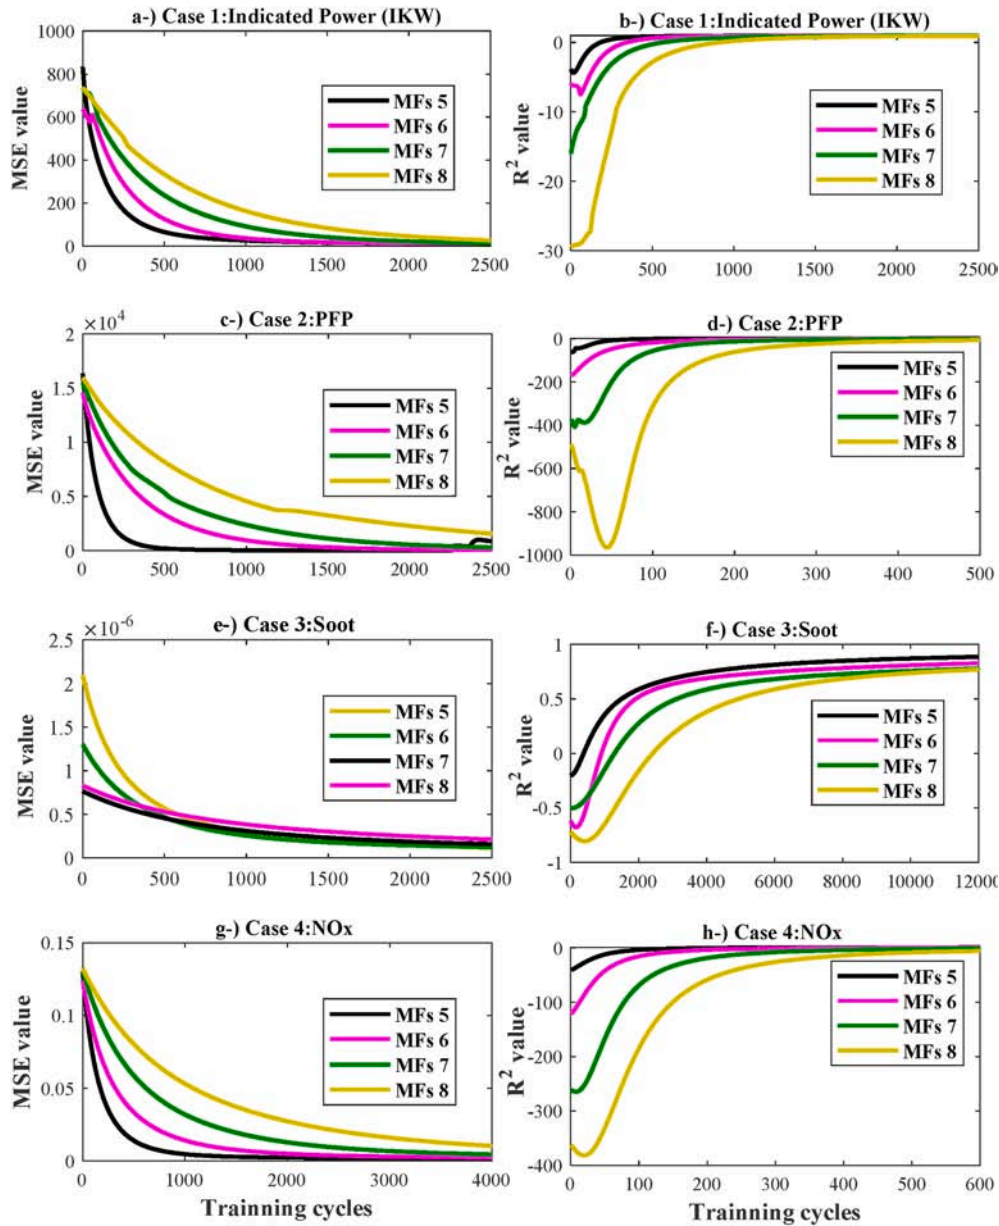 a-) Case 1:Indicated Power (IKW)
MSE value
1000
800
600
400
200
0
MFs 5
MFs 6
MFs 7
MFs 8
0 500 1000 1500 2000 2500
b-) Case 1:Indicated Power (IKW)
R² value
0
-10
-20
-30
MFs 5
MFs 6
MFs 7
MFs 8
0 500 1000 1500 2000 2500
c-) Case 2:PFP
×10⁴
MSE value
2
1.5
1
0.5
0
MFs 5
MFs 6
MFs 7
MFs 8
0 500 1000 1500 2000 2500
d-) Case 2:PFP
R² value
0
-200
-400
-600
-800
-1000
MFs 5
MFs 6
MFs 7
MFs 8
0 100 200 300 400 500
e-) Case 3:Soot
×10⁻⁶
MSE value
2.5
2
1.5
1
0.5
0
MFs 5
MFs 6
MFs 7
MFs 8
0 500 1000 1500 2000 2500
f-) Case 3:Soot
R² value
1
0.5
0
-0.5
-1
MFs 5
MFs 6
MFs 7
MFs 8
0 2000 4000 6000 8000 10000 12000
g-) Case 4:NOx
MSE value
0.15
0.1
0.05
0
MFs 5
MFs 6
MFs 7
MFs 8
0 1000 2000 3000 4000
Trainning cycles
h-) Case 4:NOx
R² value
0
-100
-200
-300
-400
MFs 5
MFs 6
MFs 7
MFs 8
0 100 200 300 400 500 600
Trainning cycles